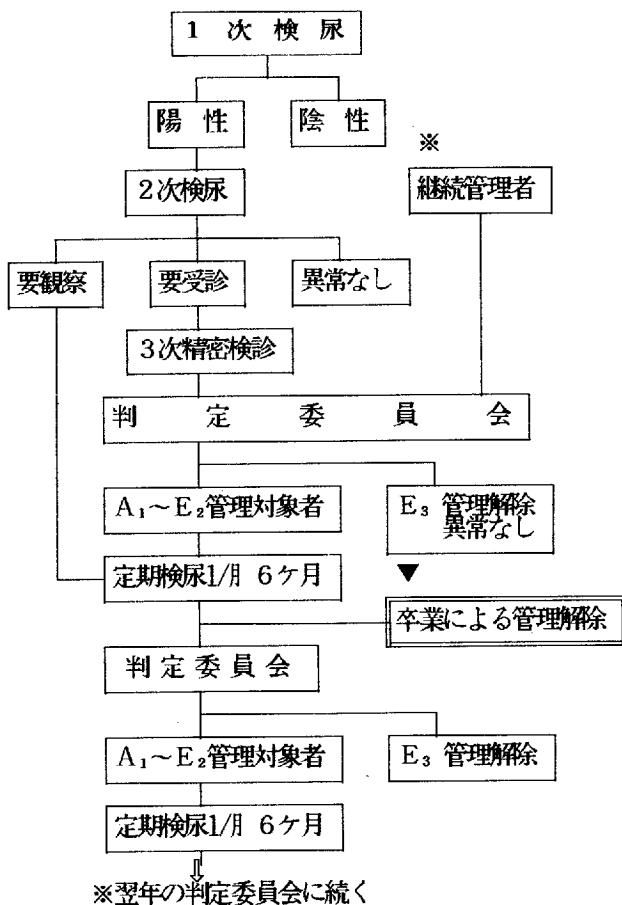 1次検尿
陽性
陰性
※
2次検尿
継続管理者
要観察
要受診
異常なし
3次精密検診
判定委員会
A₁～E₂管理対象者
E₃ 管理解除
異常なし
定期検尿1/月 6ケ月
▼
卒業による管理解除
判定委員会
A₁～E₂管理対象者
E₃ 管理解除
定期検尿1/月 6ケ月
⇩
※翌年の判定委員会に続く